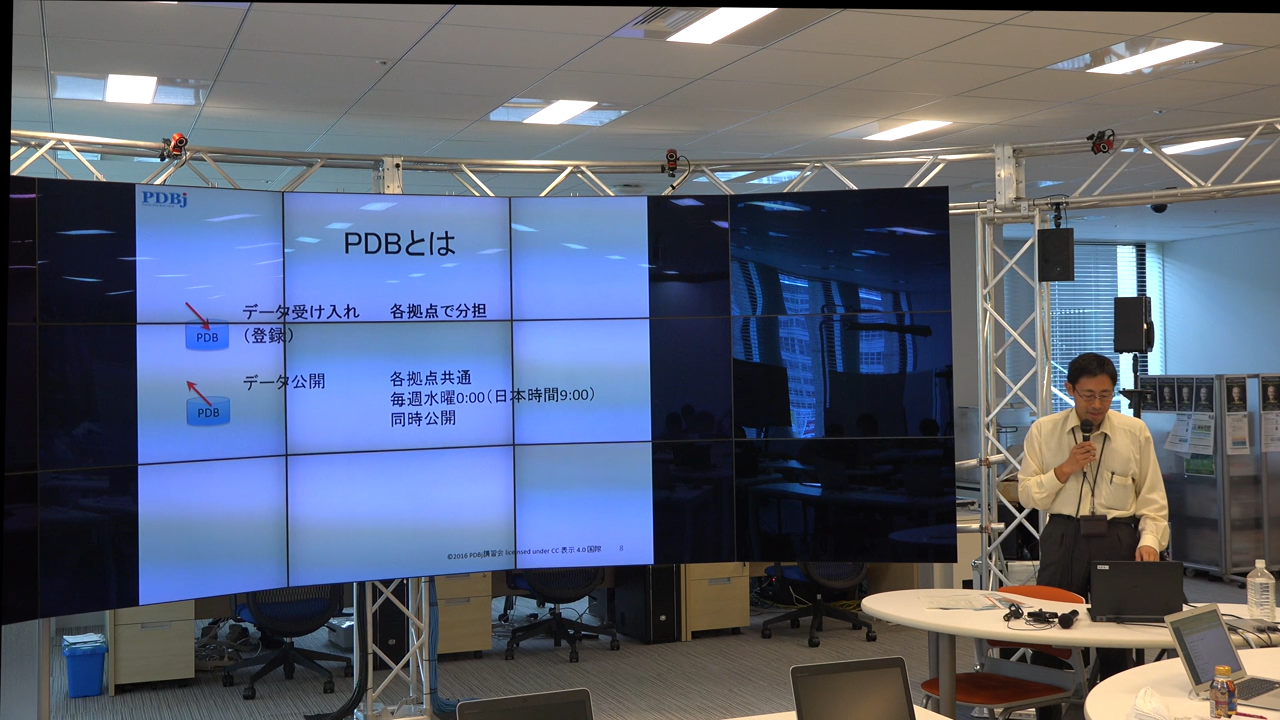 PDBj
PDBとは
データ受け入れ 各拠点で分担
(登録)
PDB
データ公開 各拠点共通
毎週水曜0:00(日本時間9:00)
同時公開
PDB
©2016 PDBj講習会 licensed under CC 表示 4.0 国際 8